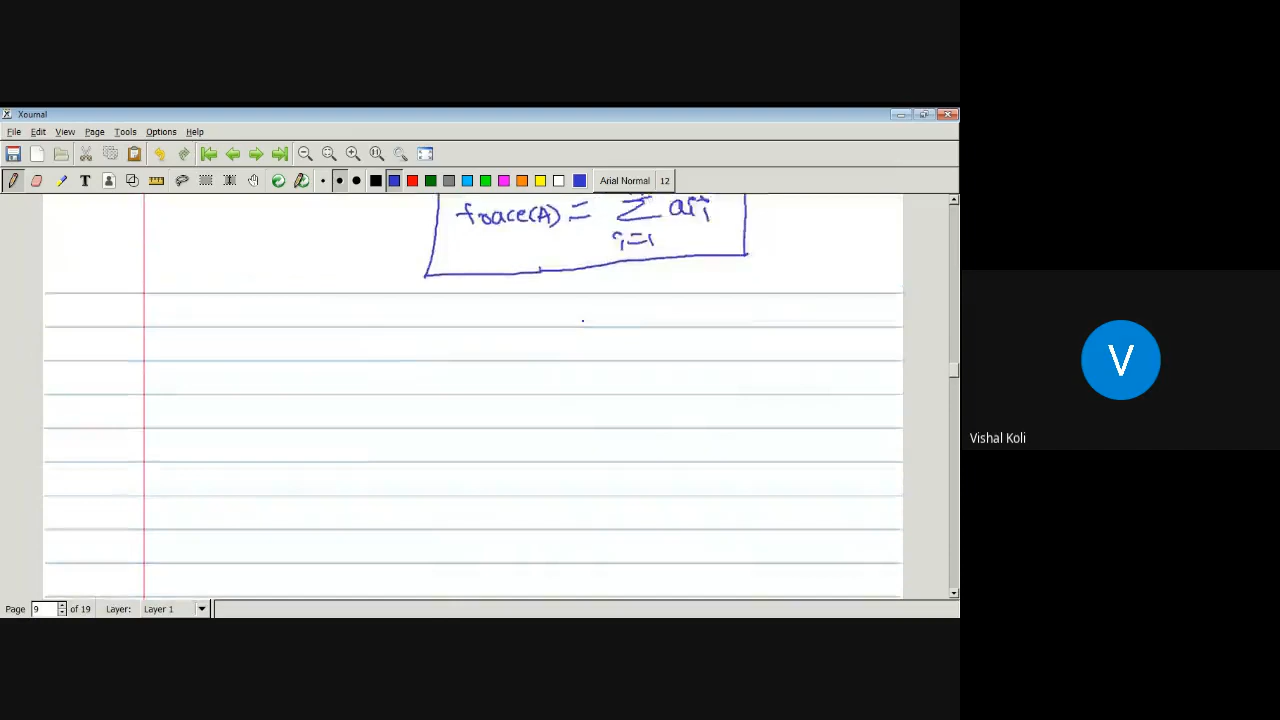 Xournal
File Edit View Page Tools Options Help
Arial Normal 12
trace(A) = Σ aii
i=1
Vishal Koli
V
Page 9 of 19 Layer: Layer 1